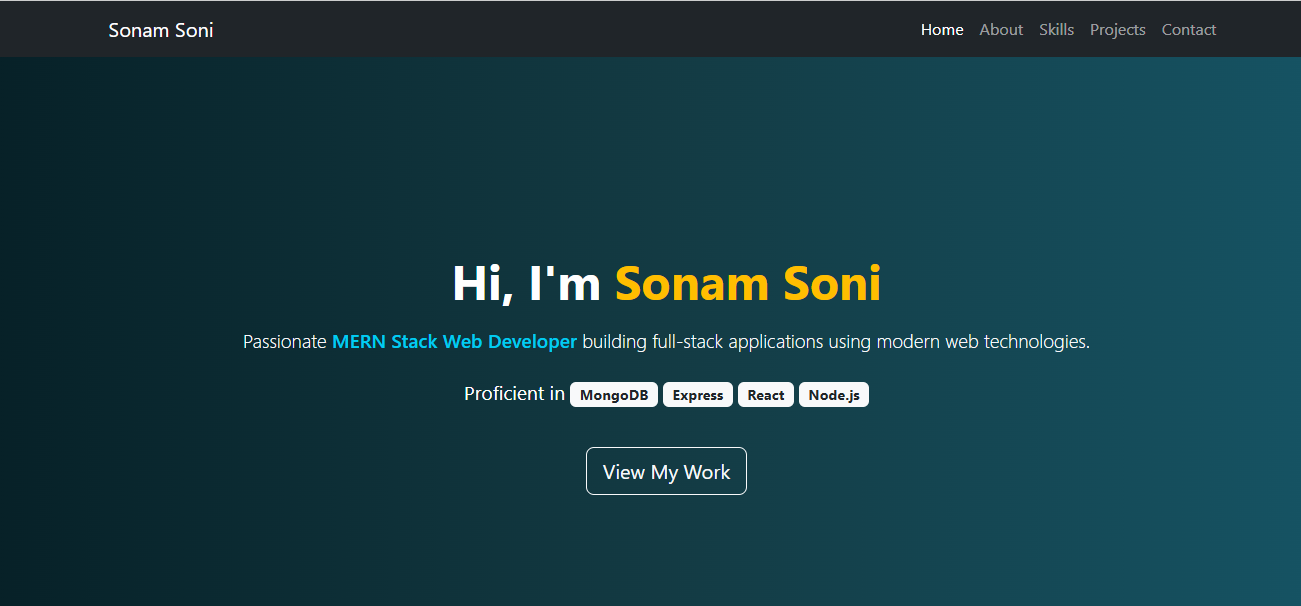 Sonam Soni Home About Skills Projects Contact
Hi, I'm Sonam Soni
Passionate MERN Stack Web Developer building full-stack applications using modern web technologies.
Proficient in MongoDB Express React Node.js
View My Work